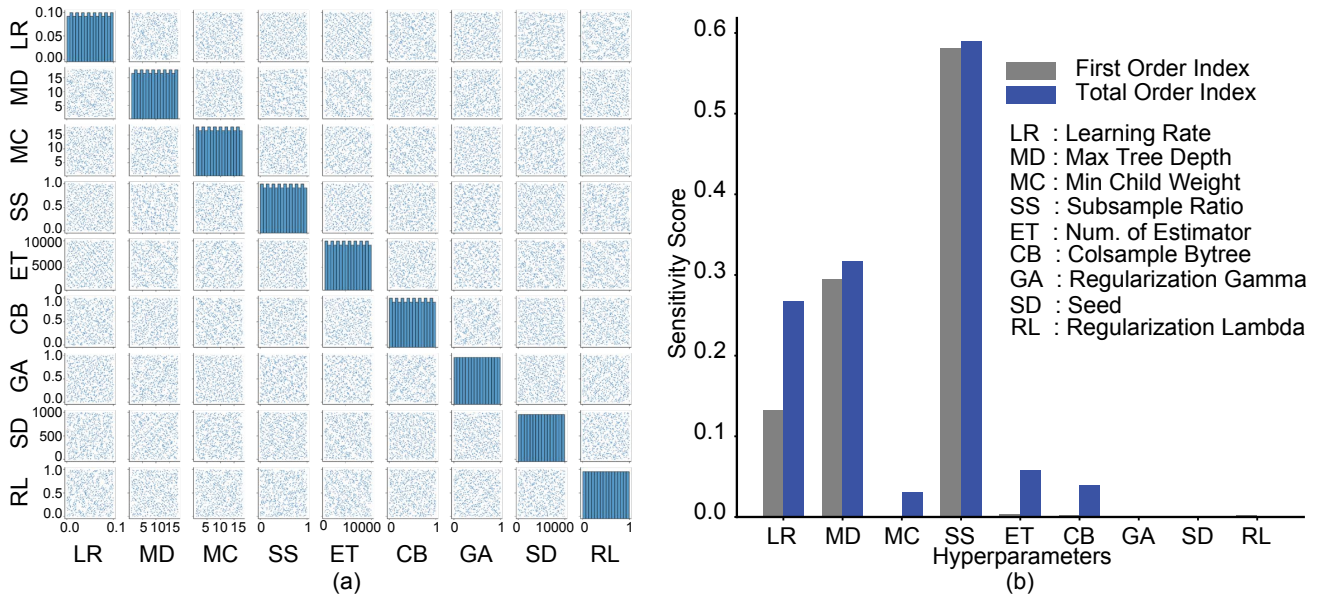 LR
0.10
0.05
0.00
MD
15
10
5
MC
15
10
5
SS
1.0
0.5
0.0
ET
10000
5000
0
CB
1.0
0.5
0.0
GA
1.0
0.5
0.0
SD
1000
500
0
RL
1.0
0.5
0.0
0.0 0.1 5 10 15 5 10 15 0 1 0 10000 0 1 0 1 0 10000 0 1
LR MD MC SS ET CB GA SD RL
(a)
Sensitivity Score
0.6
0.5
0.4
0.3
0.2
0.1
0.0
First Order Index
Total Order Index
LR : Learning Rate
MD : Max Tree Depth
MC : Min Child Weight
SS : Subsample Ratio
ET : Num. of Estimator
CB : Colsample Bytree
GA : Regularization Gamma
SD : Seed
RL : Regularization Lambda
LR MD MC SS ET CB GA SD RL
Hyperparameters
(b)